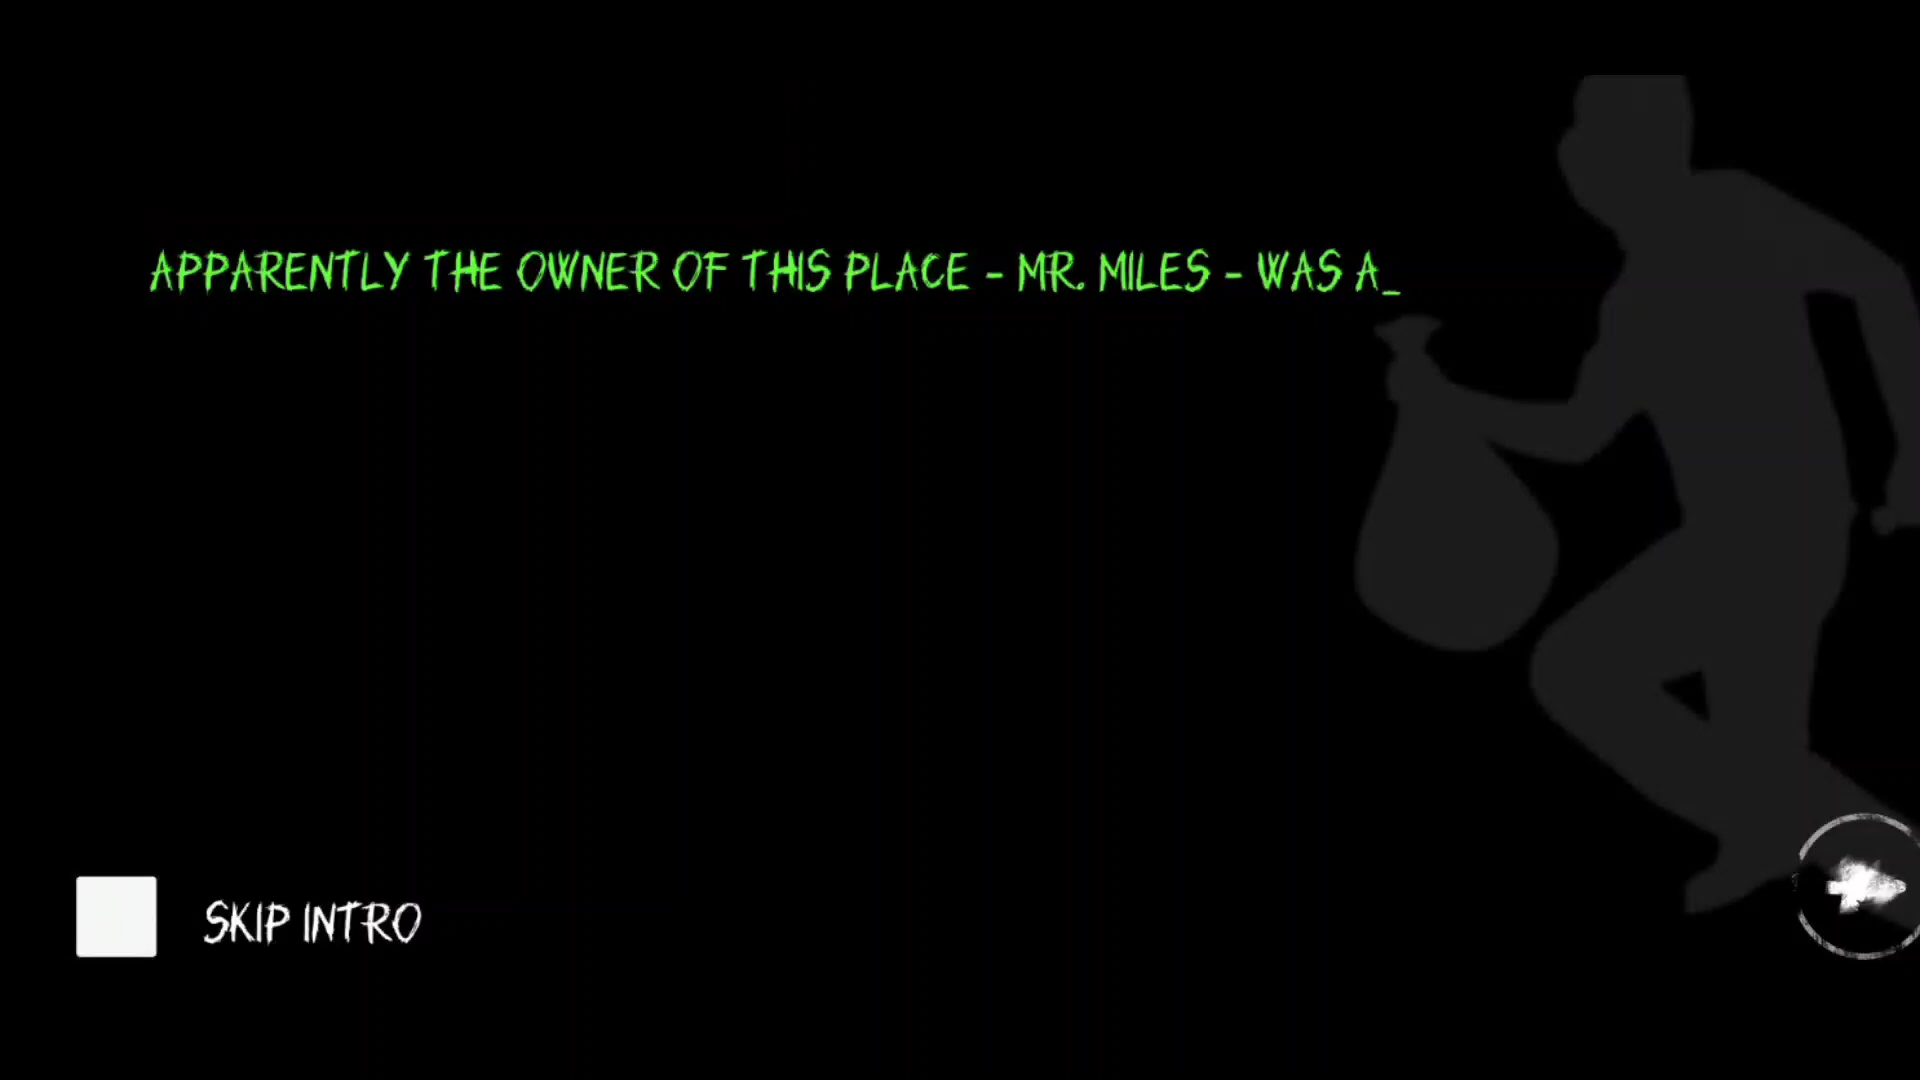 APPARENTLY THE OWNER OF THIS PLACE - MR. MILES - WAS A_
SKIP INTRO